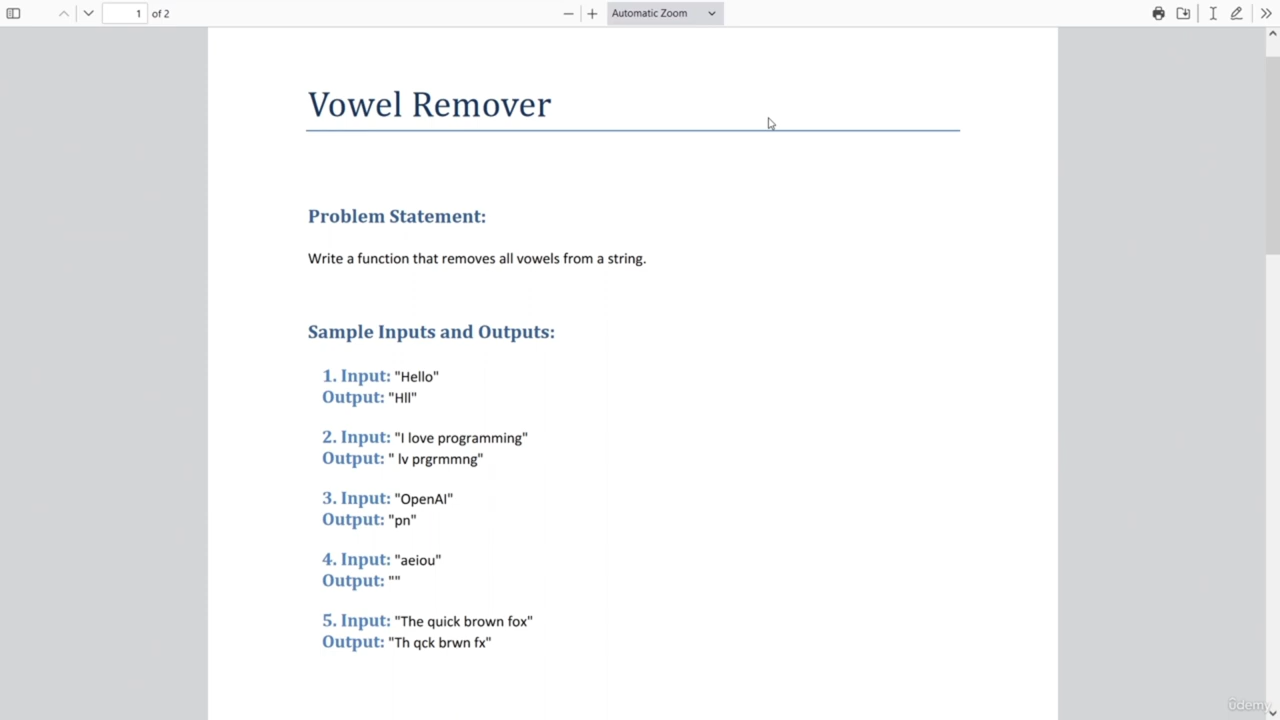 1 of 2
Automatic Zoom
Vowel Remover
Problem Statement:
Write a function that removes all vowels from a string.
Sample Inputs and Outputs:
1. Input: "Hello"
Output: "Hll"
2. Input: "I love programming"
Output: " lv prgrmmng"
3. Input: "OpenAI"
Output: "pn"
4. Input: "aeiou"
Output: ""
5. Input: "The quick brown fox"
Output: "Th qck brwn fx"
ûdemy